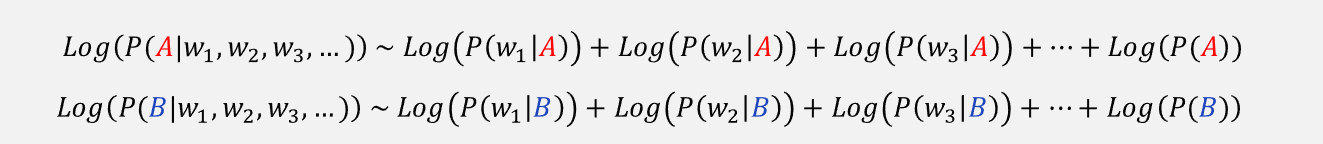 Log(P(A|w₁, w₂, w₃, …)) ~ Log(P(w₁|A)) + Log(P(w₂|A)) + Log(P(w₃|A)) + ⋯ + Log(P(A))
Log(P(B|w₁, w₂, w₃, …)) ~ Log(P(w₁|B)) + Log(P(w₂|B)) + Log(P(w₃|B)) + ⋯ + Log(P(B))